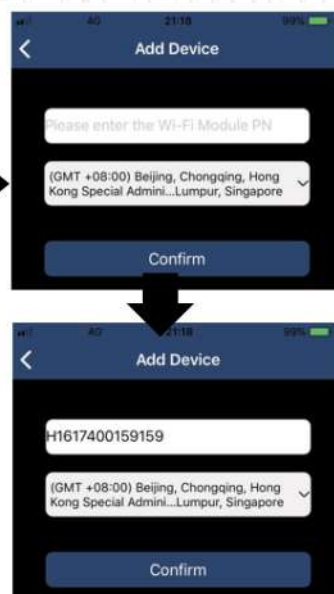 4G 21:18 99%
Add Device
Please enter the Wi-Fi Module PN
(GMT +08:00) Beijing, Chongqing, Hong
Kong Special Admini...Lumpur, Singapore
Confirm
4G 21:18 99%
Add Device
H1617400159159
(GMT +08:00) Beijing, Chongqing, Hong
Kong Special Admini...Lumpur, Singapore
Confirm